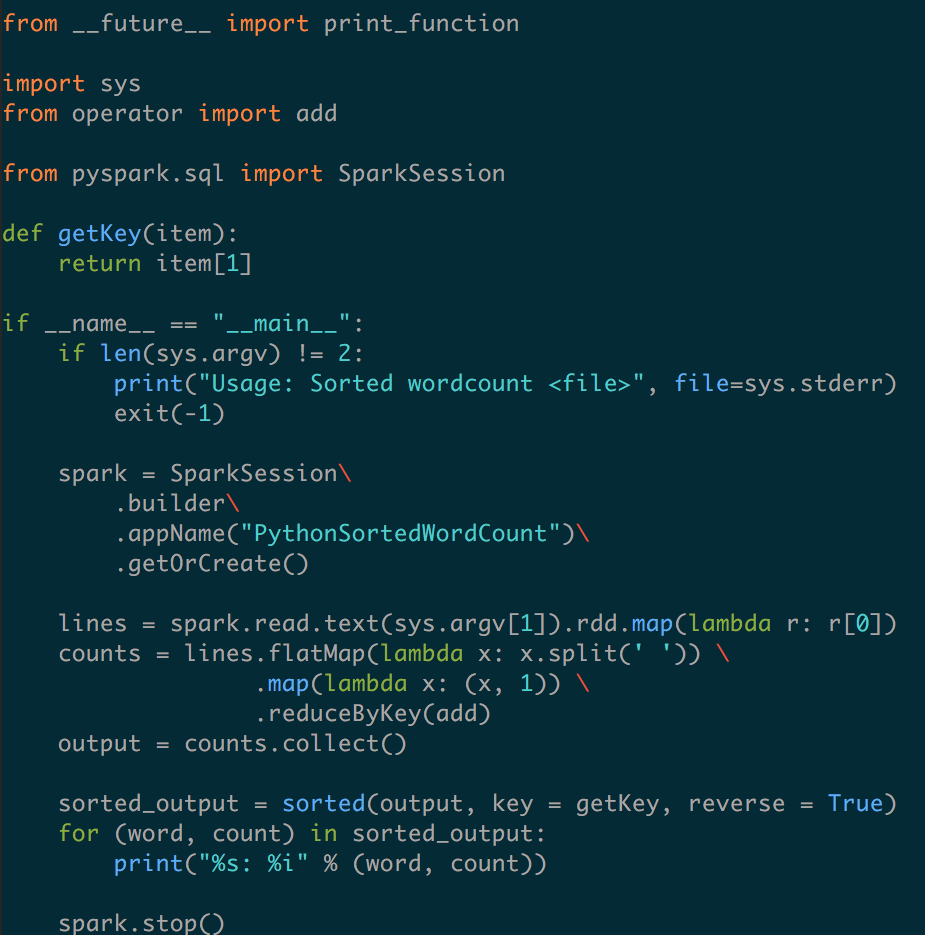 from __future__ import print_function

import sys
from operator import add

from pyspark.sql import SparkSession

def getKey(item):
    return item[1]

if __name__ == "__main__":
    if len(sys.argv) != 2:
        print("Usage: Sorted wordcount <file>", file=sys.stderr)
        exit(-1)

    spark = SparkSession\
        .builder\
        .appName("PythonSortedWordCount")\
        .getOrCreate()

    lines = spark.read.text(sys.argv[1]).rdd.map(lambda r: r[0])
    counts = lines.flatMap(lambda x: x.split(' ')) \
                  .map(lambda x: (x, 1)) \
                  .reduceByKey(add)
    output = counts.collect()

    sorted_output = sorted(output, key = getKey, reverse = True)
    for (word, count) in sorted_output:
        print("%s: %i" % (word, count))

    spark.stop()